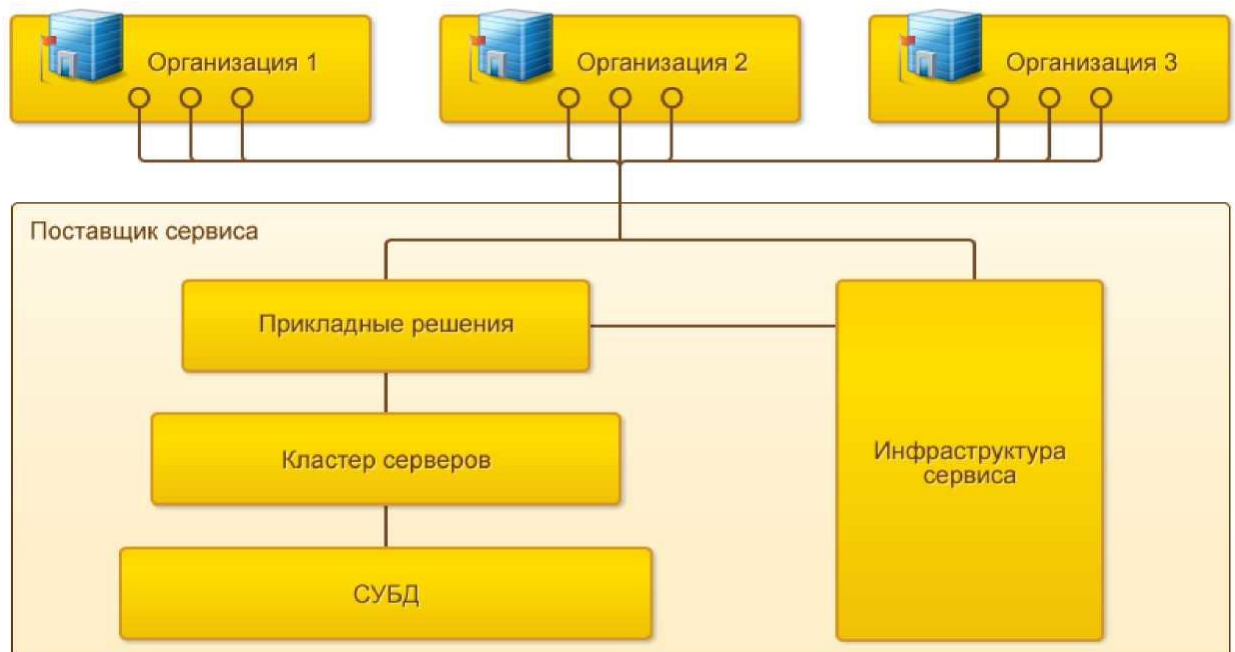 Организация 1
Организация 2
Организация 3
Поставщик сервиса
Прикладные решения
Кластер серверов
СУБД
Инфраструктура
сервиса